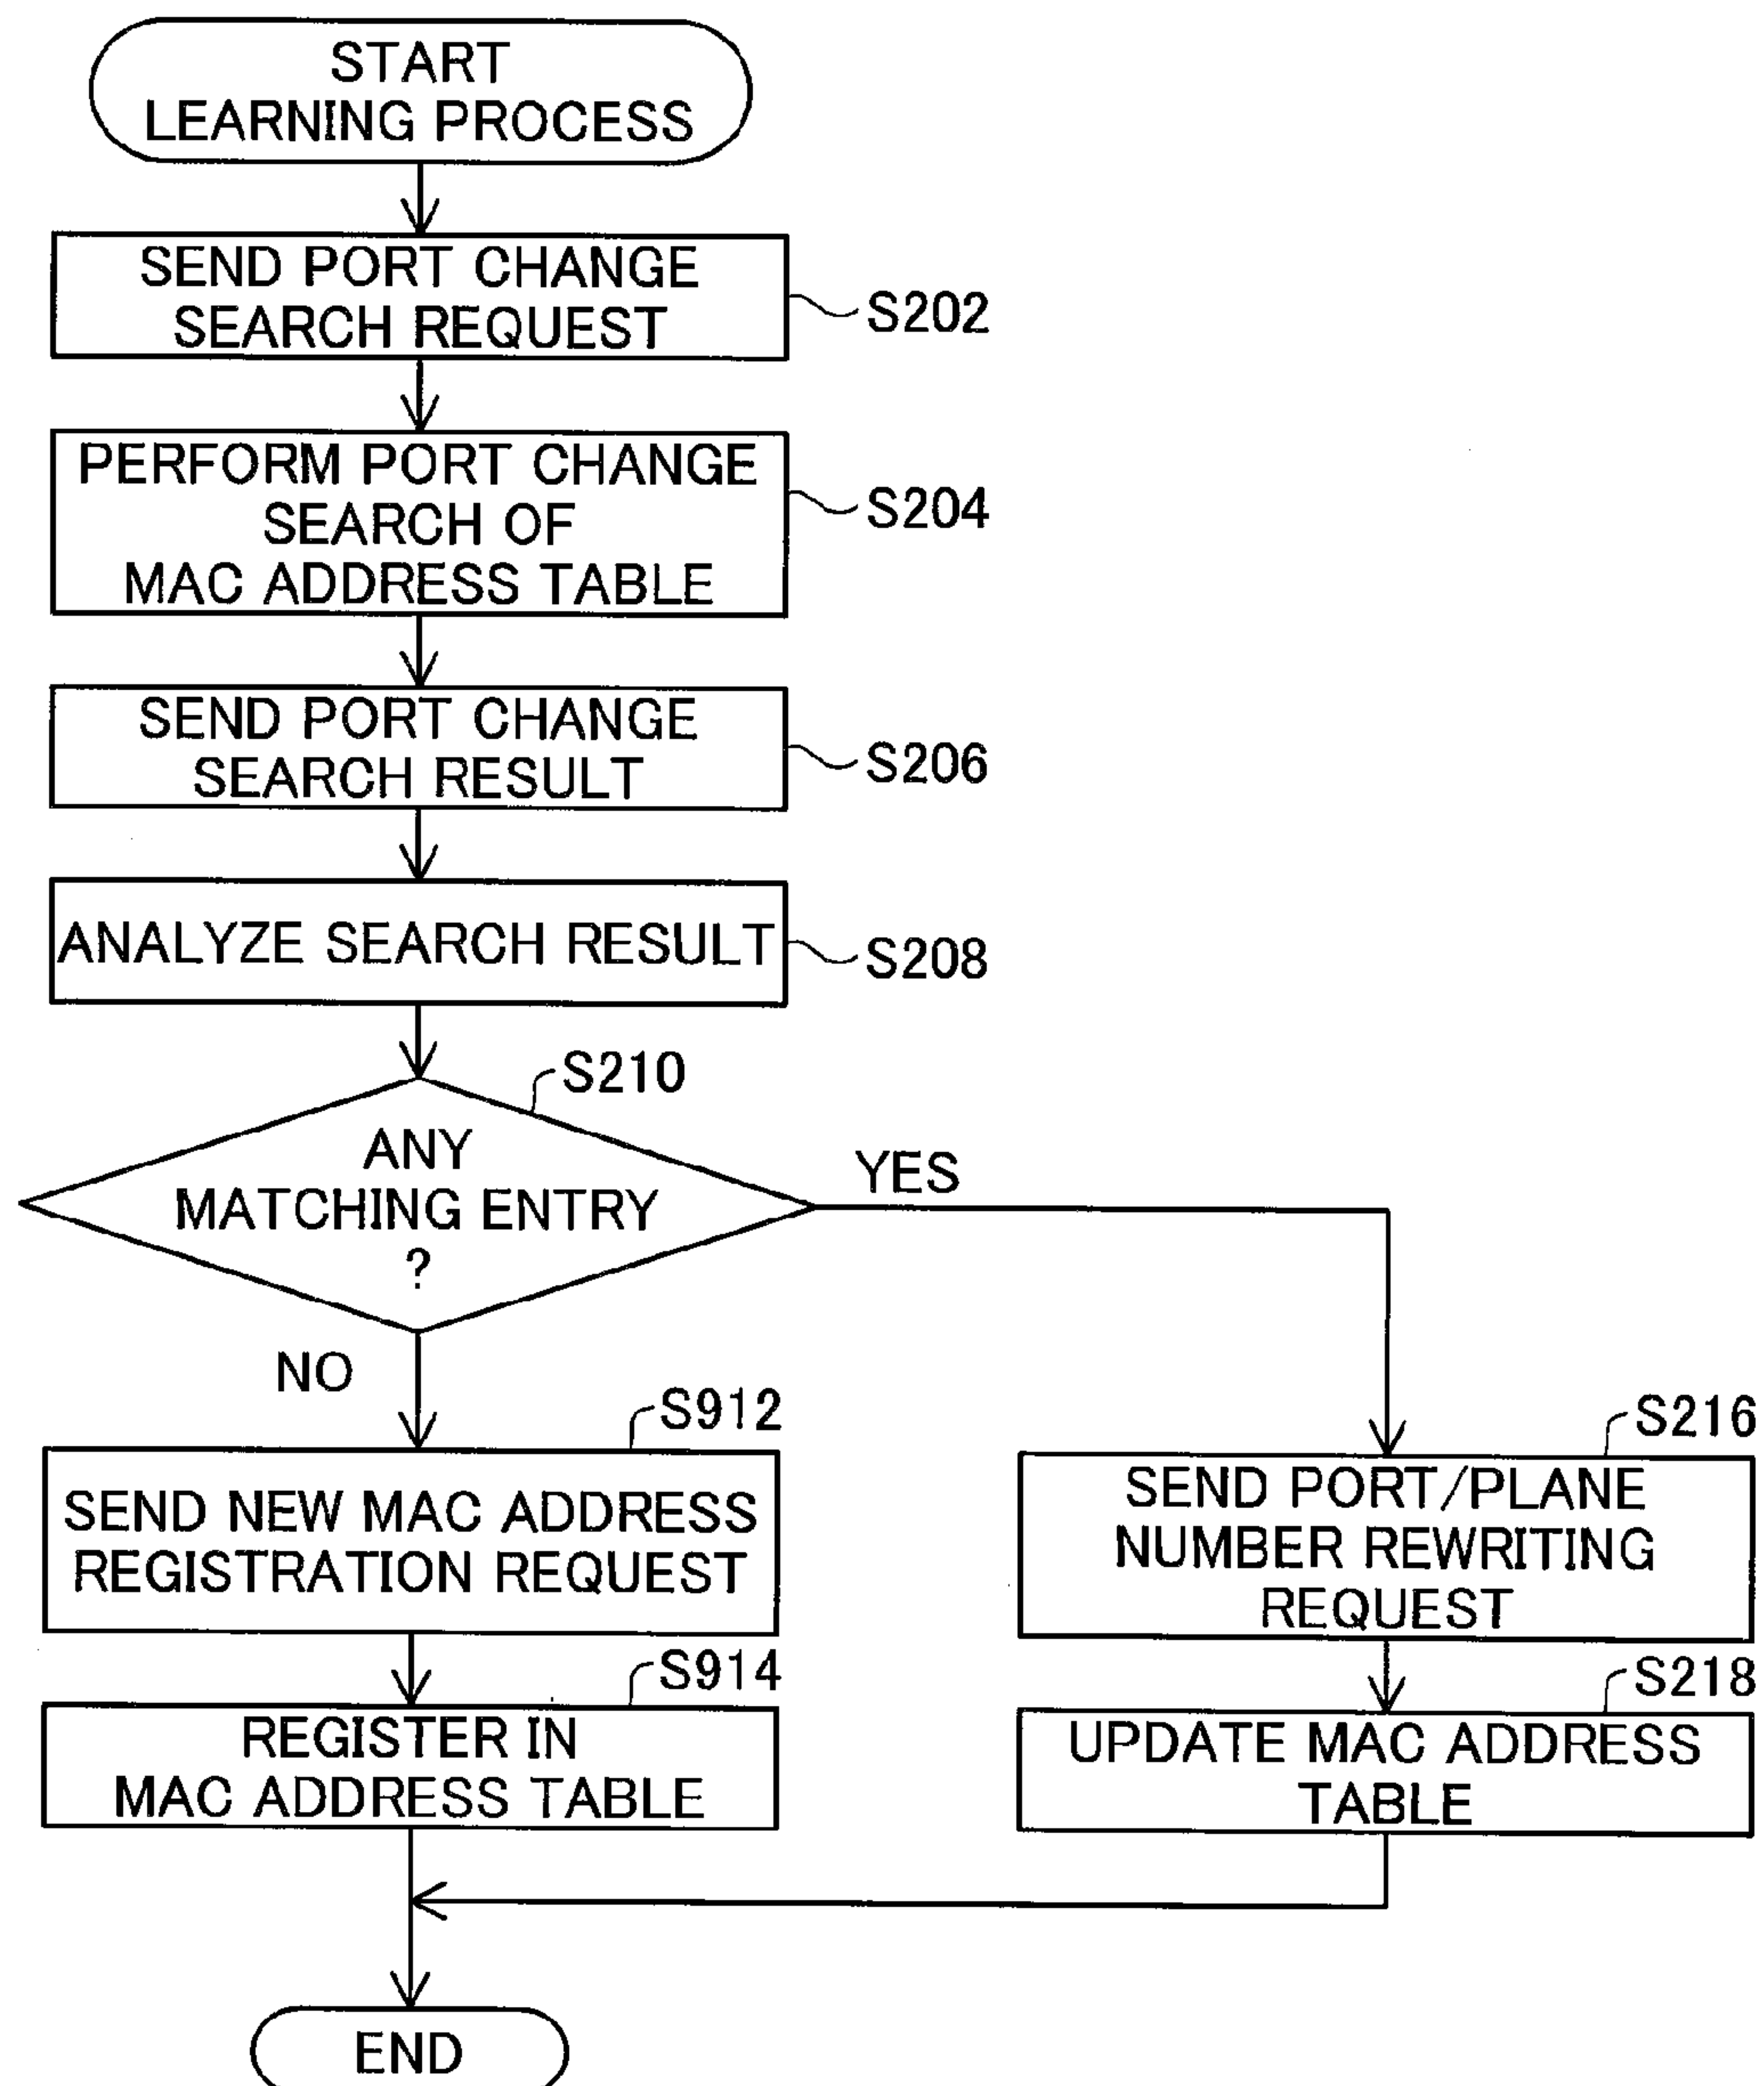 START
LEARNING PROCESS
SEND PORT CHANGE
SEARCH REQUEST
S202
PERFORM PORT CHANGE
SEARCH OF
MAC ADDRESS TABLE
S204
SEND PORT CHANGE
SEARCH RESULT
S206
ANALYZE SEARCH RESULT
S208
S210
ANY
MATCHING ENTRY
?
YES
NO
S912
SEND NEW MAC ADDRESS
REGISTRATION REQUEST
S914
REGISTER IN
MAC ADDRESS TABLE
S216
SEND PORT/PLANE
NUMBER REWRITING
REQUEST
S218
UPDATE MAC ADDRESS
TABLE
END